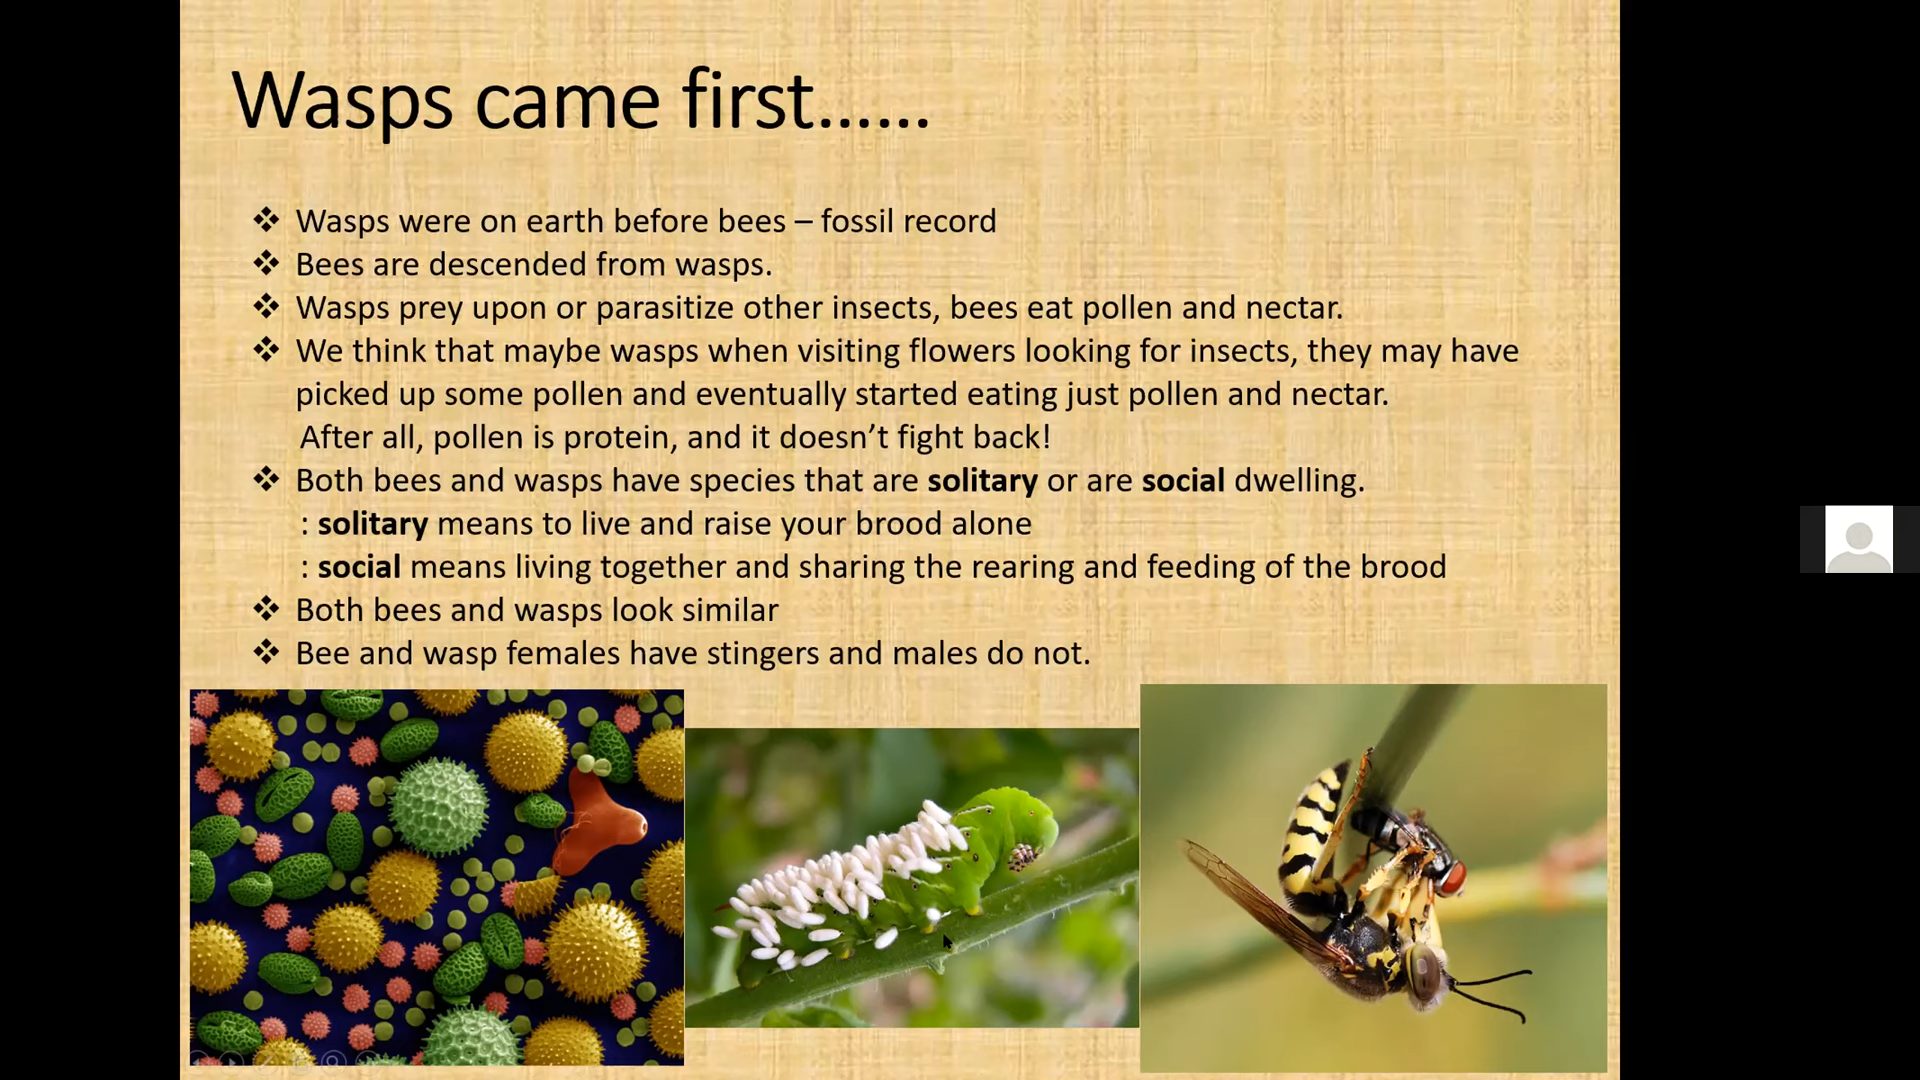 Wasps came first……
❖ Wasps were on earth before bees – fossil record
❖ Bees are descended from wasps.
❖ Wasps prey upon or parasitize other insects, bees eat pollen and nectar.
❖ We think that maybe wasps when visiting flowers looking for insects, they may have
picked up some pollen and eventually started eating just pollen and nectar.
After all, pollen is protein, and it doesn’t fight back!
❖ Both bees and wasps have species that are solitary or are social dwelling.
: solitary means to live and raise your brood alone
: social means living together and sharing the rearing and feeding of the brood
❖ Both bees and wasps look similar
❖ Bee and wasp females have stingers and males do not.